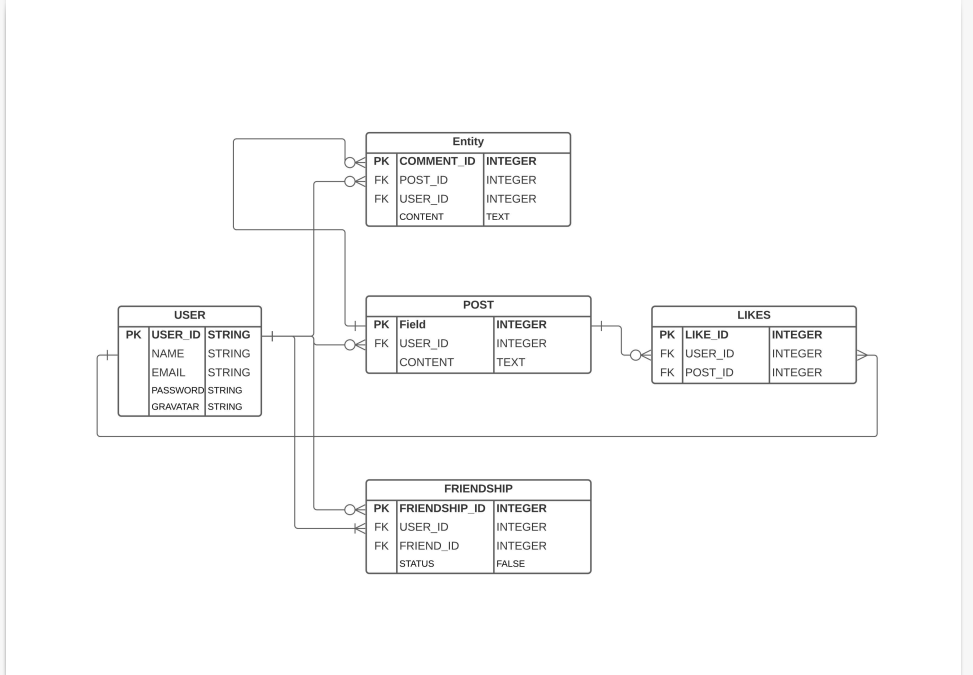 Entity
PK COMMENT_ID INTEGER
FK POST_ID INTEGER
FK USER_ID INTEGER
CONTENT TEXT
USER
PK USER_ID STRING
NAME STRING
EMAIL STRING
PASSWORD STRING
GRAVATAR STRING
POST
PK Field INTEGER
FK USER_ID INTEGER
CONTENT TEXT
LIKES
PK LIKE_ID INTEGER
FK USER_ID INTEGER
FK POST_ID INTEGER
FRIENDSHIP
PK FRIENDSHIP_ID INTEGER
FK USER_ID INTEGER
FK FRIEND_ID INTEGER
STATUS FALSE